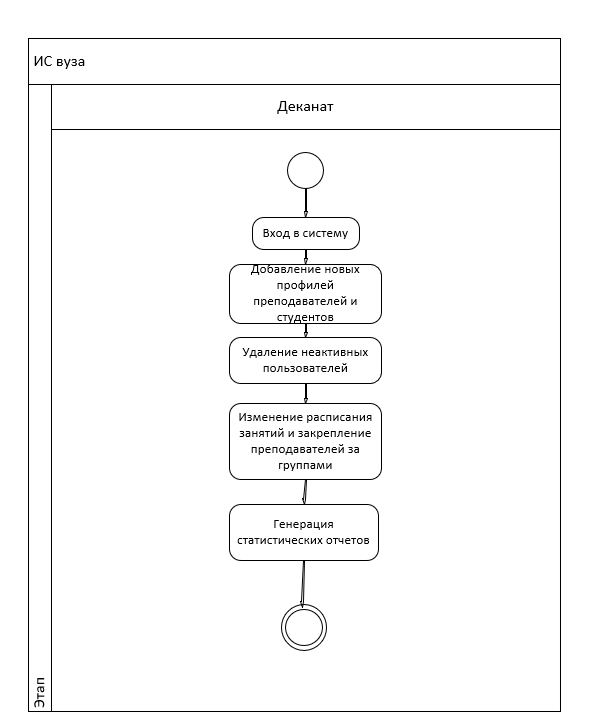 ИС вуза
Деканат
Вход в систему
Добавление новых
профилей
преподавателей и
студентов
Удаление неактивных
пользователей
Изменение расписания
занятий и закрепление
преподавателей за
группами
Генерация
статистических отчетов
Этап